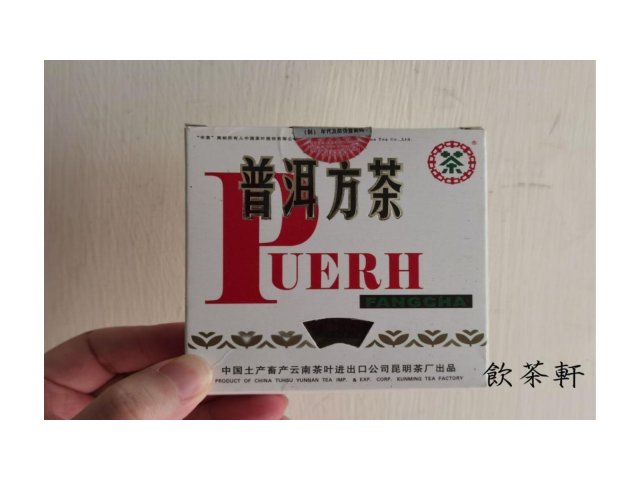 普洱方茶
茶
PUERH
FANGCHA
中国土产畜产云南茶叶进出口公司昆明茶厂出品
PRODUCT OF CHINA TUHSU YUNNAN TEA IMP. & EXP. CORP. KUNMING TEA FACTORY
飲茶軒